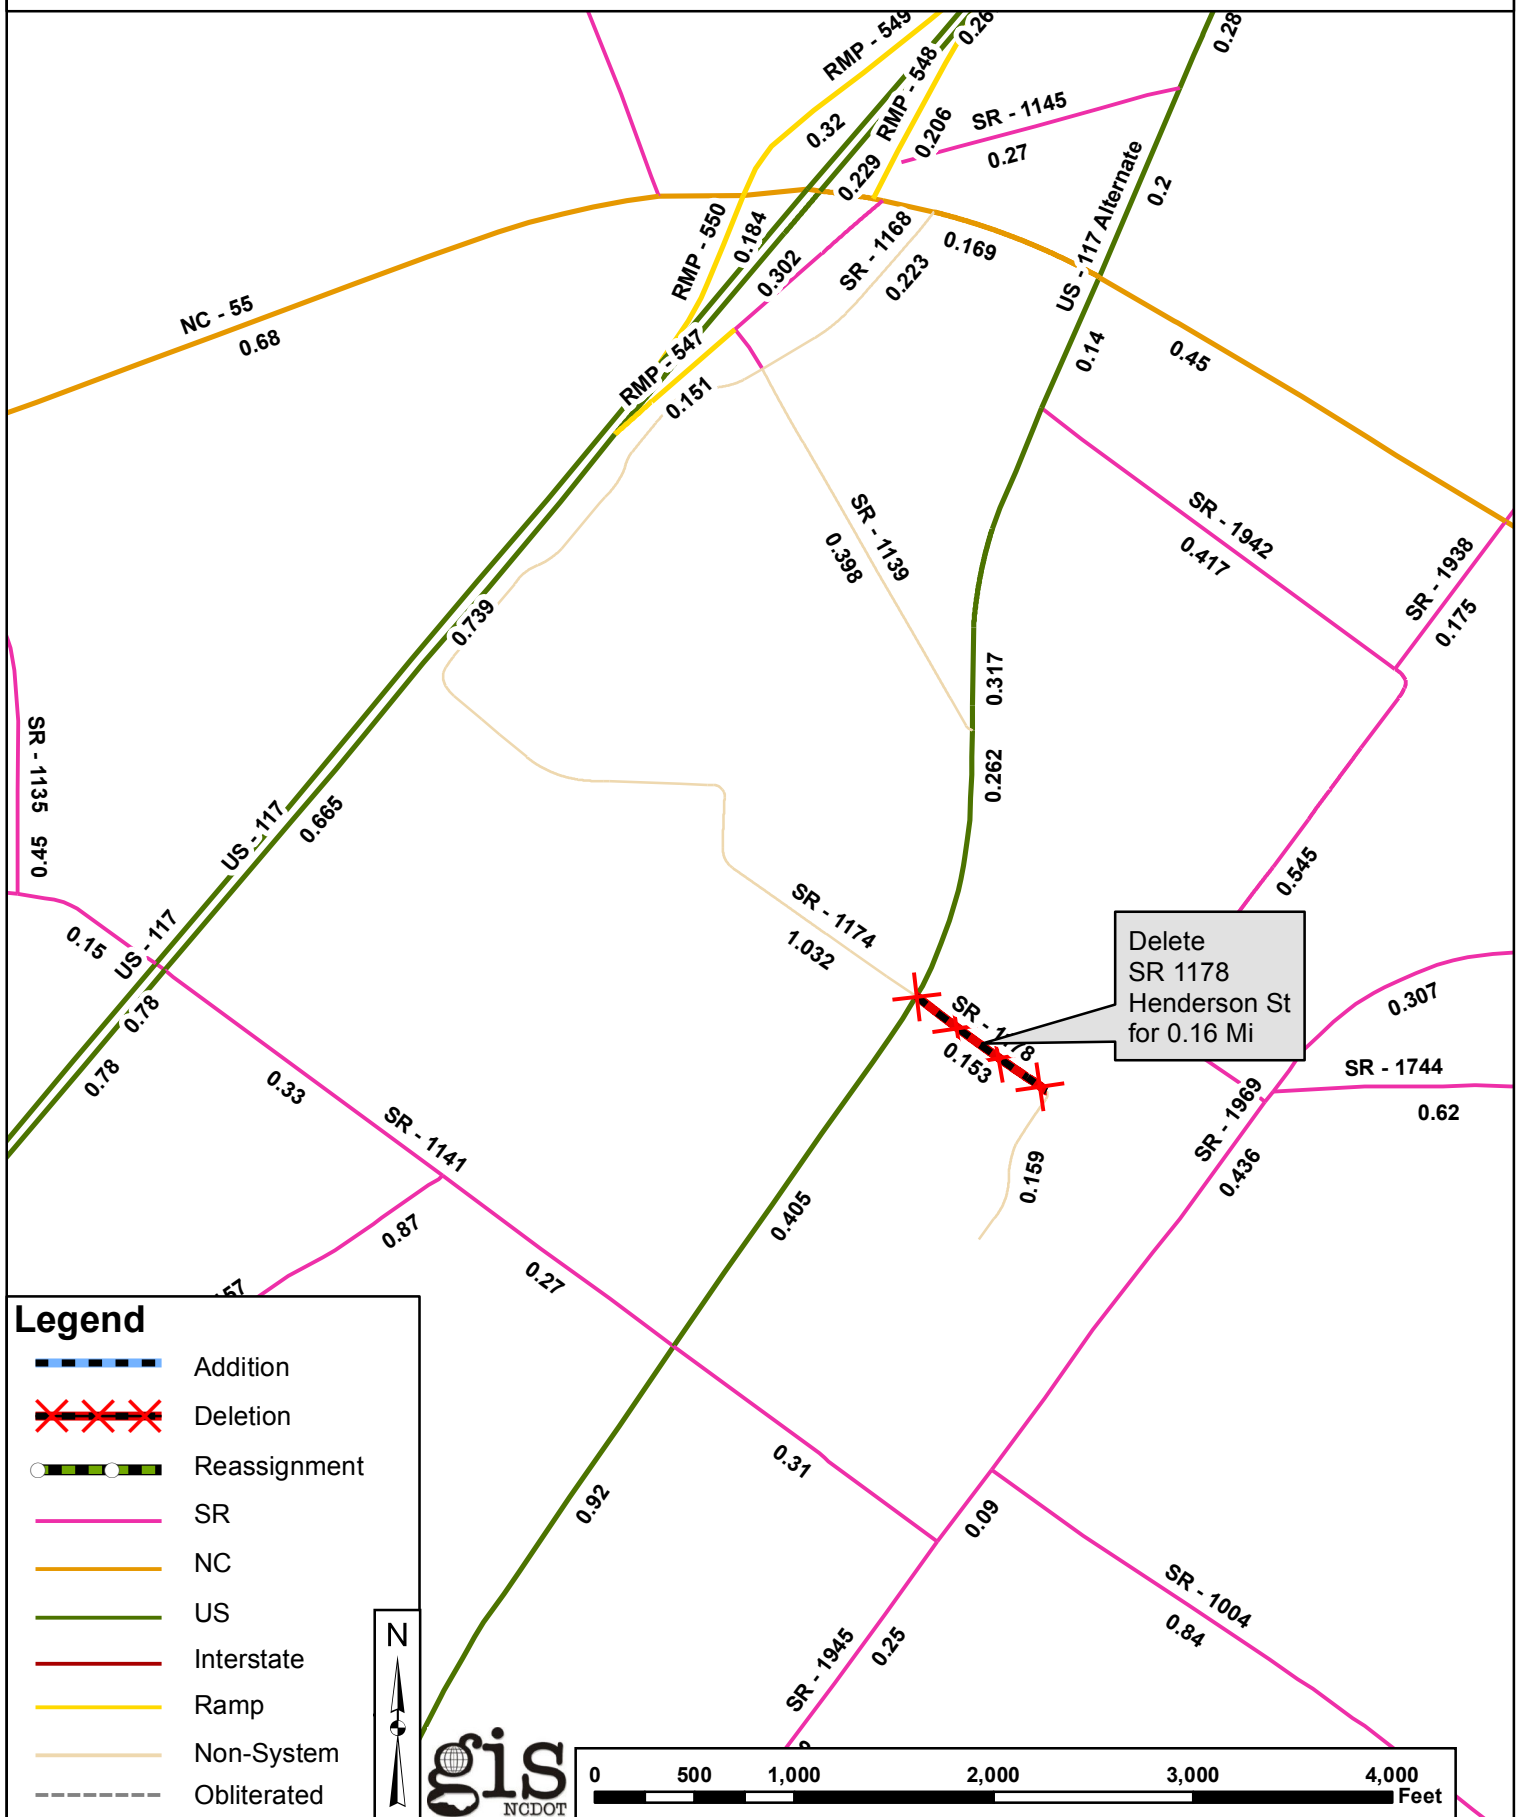 RMP - 549
0.26
0.28
RMP - 548
0.32
0.206
SR - 1145
0.27
0.229
US - 117 Alternate
0.2
RMP - 550
0.184
0.302
SR - 1168
0.223
0.169
NC - 55
0.68
RMP - 547
0.151
0.14
0.45
SR - 1139
0.398
SR - 1942
0.417
SR - 1938
0.175
0.739
0.317
0.262
SR - 1135
0.45
US - 117
0.665
0.545
SR - 1174
1.032
US - 117
0.15
0.78
0.78
Delete
SR 1178
Henderson St
for 0.16 Mi
0.153
0.307
SR - 1744
0.62
SR - 1969
0.436
0.33
SR - 1141
0.159
0.405
0.87
0.27
57
0.31
0.92
0.09
SR - 1004
0.84
SR - 1945
0.25
Legend
Addition
Deletion
Reassignment
SR
NC
US
Interstate
Ramp
Non-System
Obliterated
N
gis
NCDOT
0 500 1,000 2,000 3,000 4,000
Feet